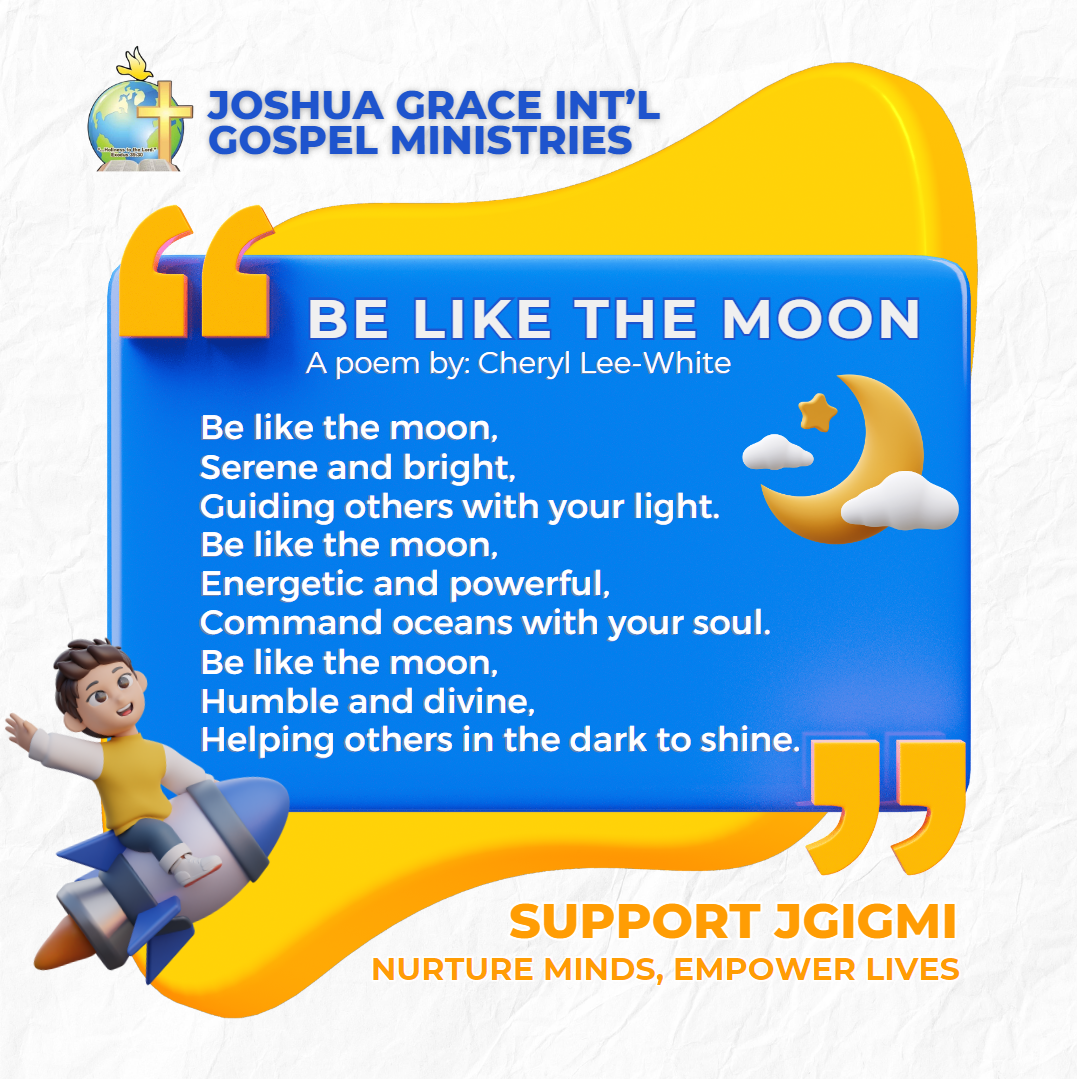 JOSHUA GRACE INT'L
GOSPEL MINISTRIES
BE LIKE THE MOON
A poem by: Cheryl Lee-White
Be like the moon,
Serene and bright,
Guiding others with your light.
Be like the moon,
Energetic and powerful,
Command oceans with your soul.
Be like the moon,
Humble and divine,
Helping others in the dark to shine.
SUPPORT JGIGMI
NURTURE MINDS, EMPOWER LIVES